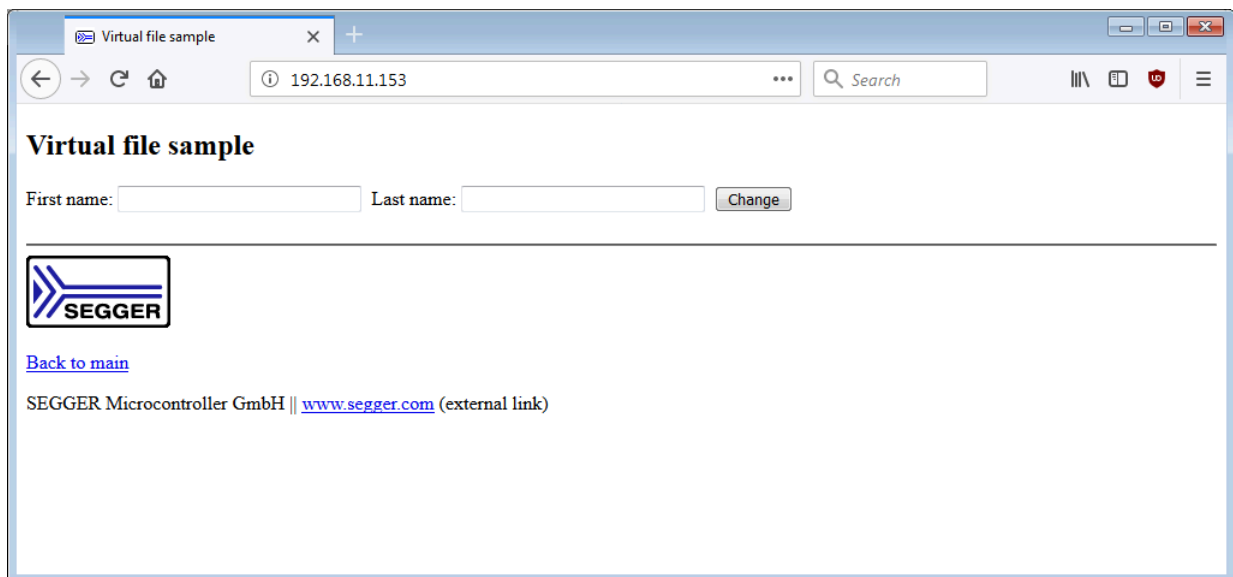 Virtual file sample
192.168.11.153
Search
Virtual file sample
First name: Last name: Change
SEGGER
Back to main
SEGGER Microcontroller GmbH || www.segger.com (external link)